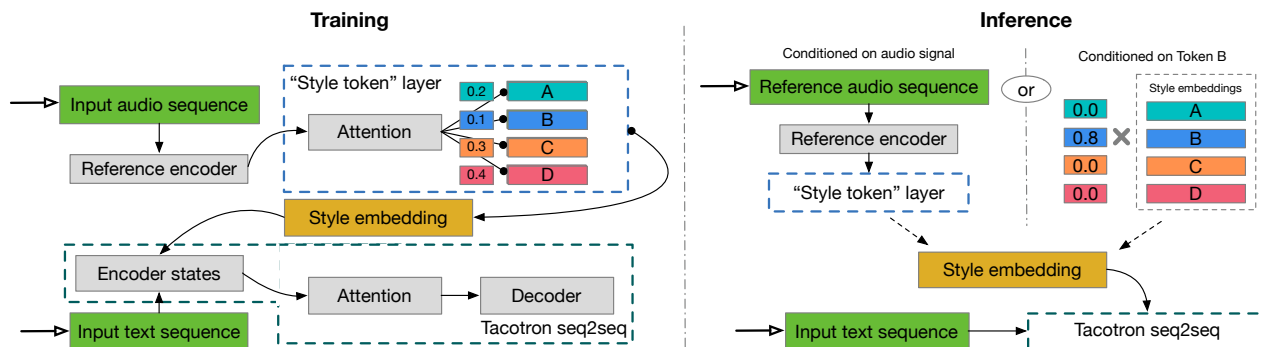 Training
Input audio sequence
Reference encoder
“Style token” layer
Attention
0.2 A
0.1 B
0.3 C
0.4 D
Style embedding
Encoder states
Attention
Decoder
Input text sequence
Tacotron seq2seq
Inference
Conditioned on audio signal
Reference audio sequence
Reference encoder
“Style token” layer
or
Conditioned on Token B
Style embeddings
0.0 A
0.8 B
0.0 C
0.0 D
Style embedding
Input text sequence
Tacotron seq2seq